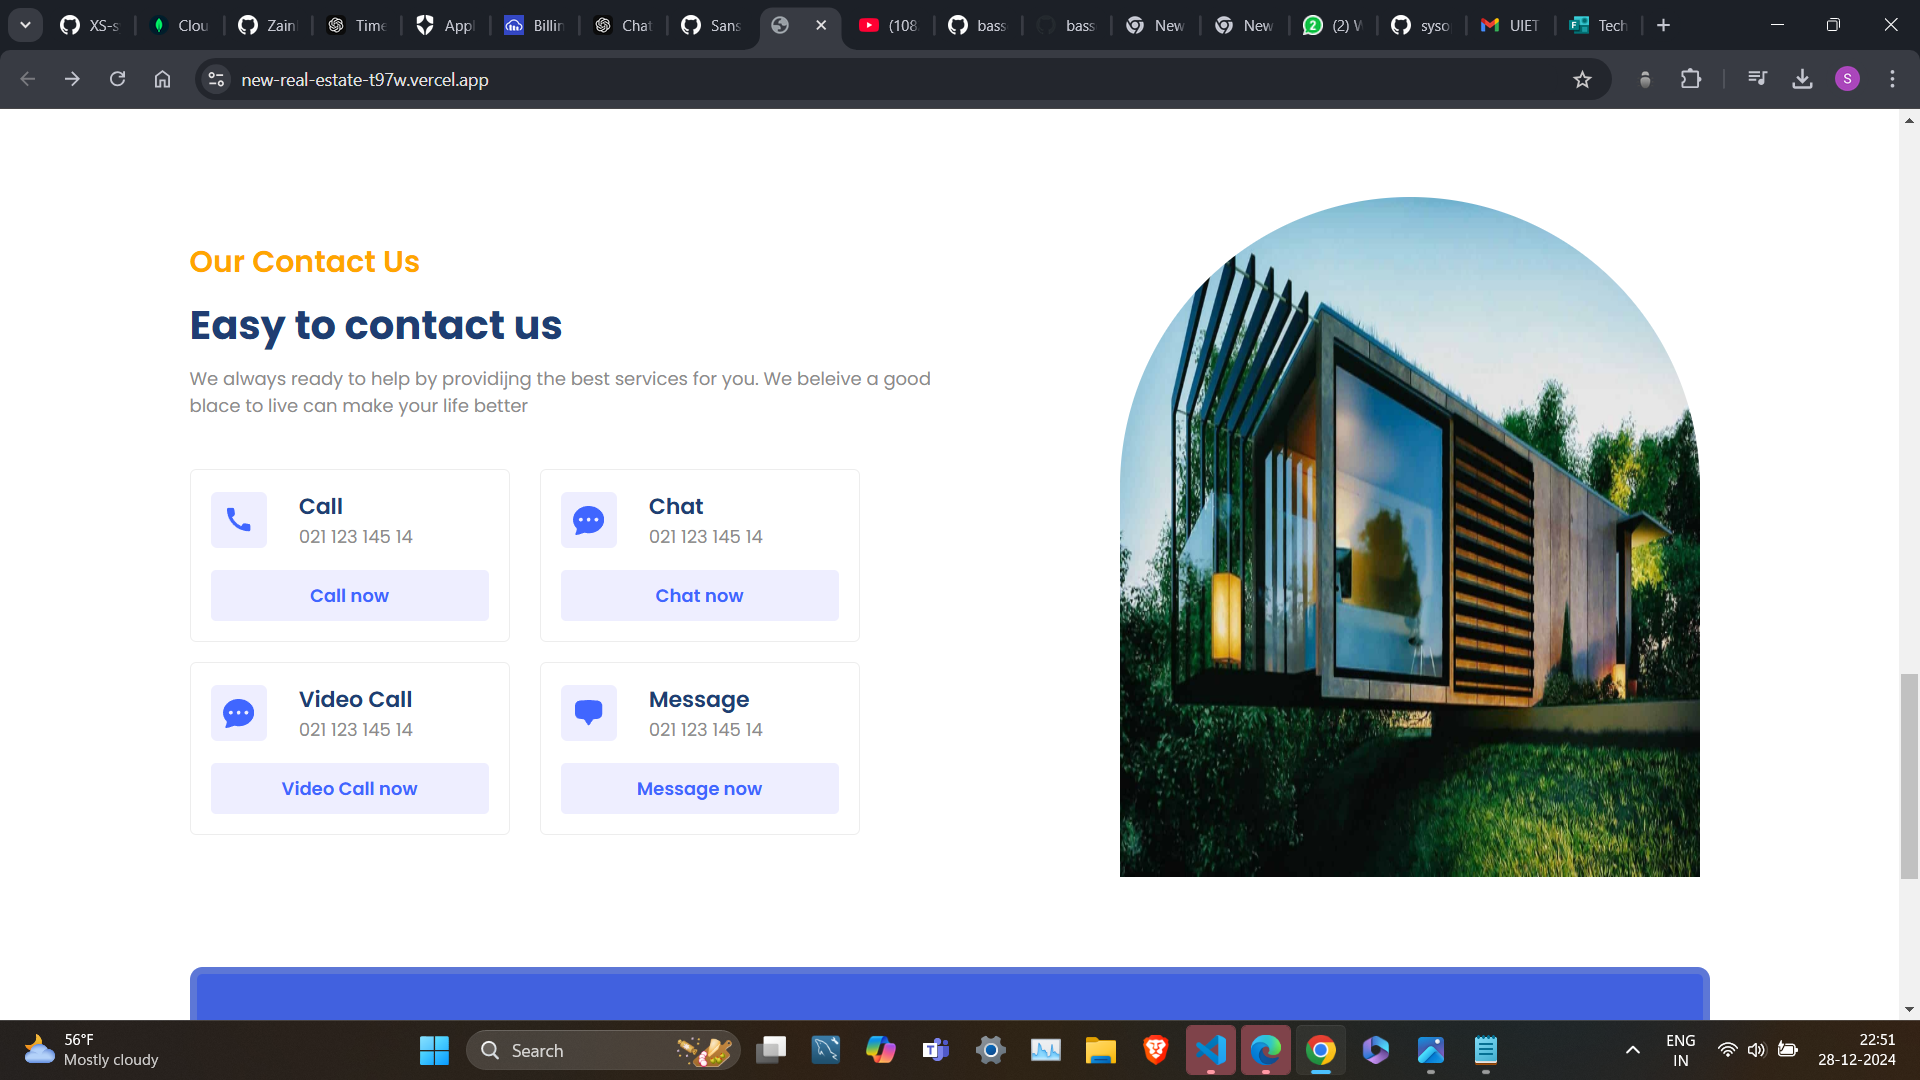 XS-s
Clou
Zain
Time
Appl
Billin
Chat
Sans
(108
bass
bass
New
New
(2) W
syso
UIET
Tech
new-real-estate-t97w.vercel.app
S
Our Contact Us
Easy to contact us
We always ready to help by providijng the best services for you. We beleive a good
blace to live can make your life better
Call
021 123 145 14
Call now
Chat
021 123 145 14
Chat now
Video Call
021 123 145 14
Video Call now
Message
021 123 145 14
Message now
56°F
Mostly cloudy
Search
ENG
IN
22:51
28-12-2024